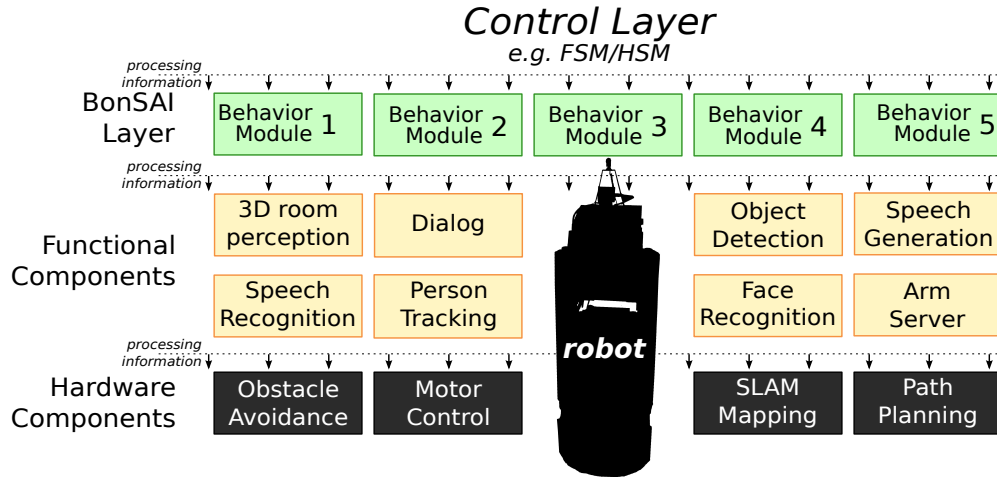 Control Layer
e.g. FSM/HSM
processing
information
BonSAI
Layer
Behavior
Module 1
Behavior
Module 2
Behavior
Module 3
Behavior
Module 4
Behavior
Module 5
processing
information
Functional
Components
3D room
perception
Dialog
Object
Detection
Speech
Generation
Speech
Recognition
Person
Tracking
Face
Recognition
Arm
Server
robot
processing
information
Hardware
Components
Obstacle
Avoidance
Motor
Control
SLAM
Mapping
Path
Planning